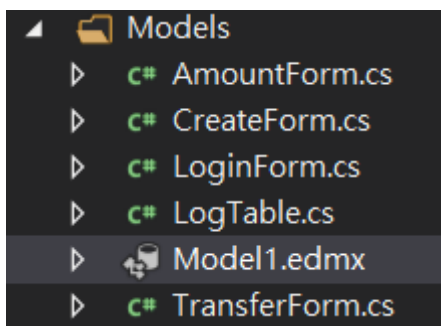 Models
C# AmountForm.cs
C# CreateForm.cs
C# LoginForm.cs
C# LogTable.cs
Model1.edmx
C# TransferForm.cs